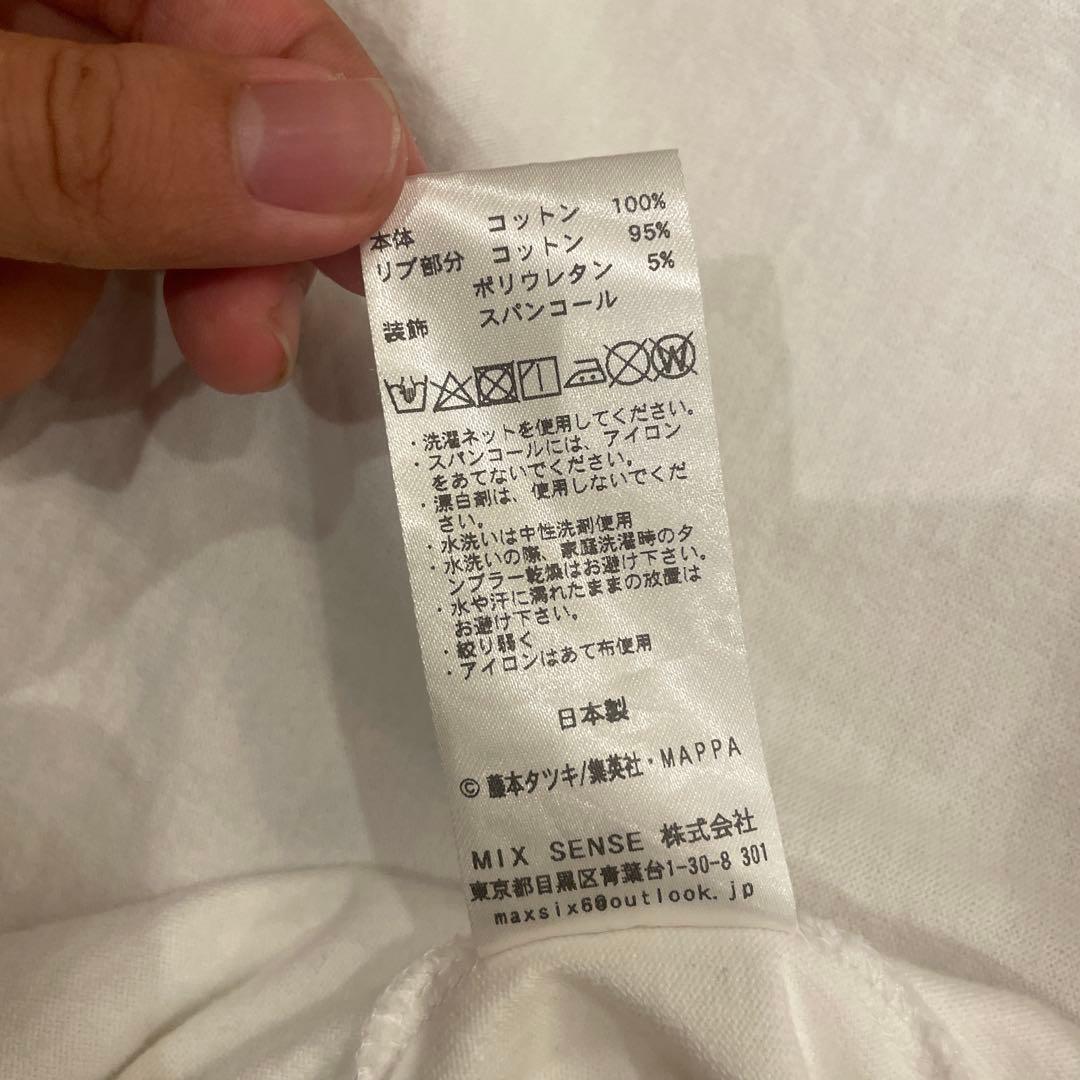 本体 コットン 100%
リブ部分 コットン 95%
ポリウレタン 5%
装飾 スパンコール
・洗濯ネットを使用してください。
・スパンコールには、アイロン
をあてないでください。
・漂白剤は、使用しないでくだ
さい。
・水洗いは中性洗剤使用
・水洗いの際、家庭洗濯時のタ
ンブラー乾燥はお避け下さい。
・水や汗に濡れたままの放置は
お避け下さい。
・絞り弱く
・アイロンはあて布使用
日本製
© 藤本タツキ/集英社・MAPPA
MIX SENSE 株式会社
東京都目黒区青葉台1-30-8 301
maxsix6@outlook.jp